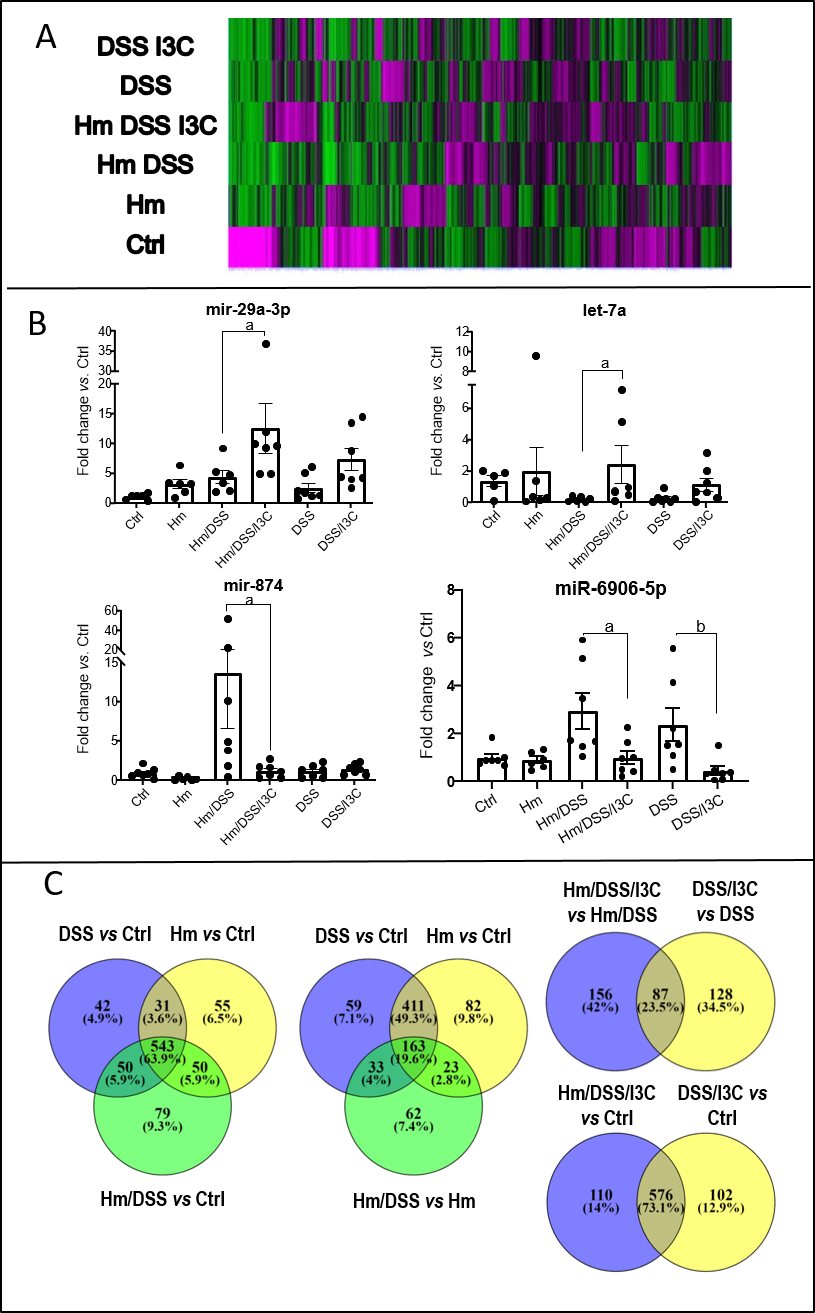 A
DSS I3C
DSS
Hm DSS I3C
Hm DSS
Hm
Ctrl
B
mir-29a-3p
Fold change vs. Ctrl
40
35
30
20
15
10
5
0
a
Ctrl
Hm
Hm/DSS
Hm/DSS/I3C
DSS
DSS/I3C
let-7a
Fold change vs. Ctrl
12
10
8
6
4
2
0
a
Ctrl
Hm
Hm/DSS
Hm/DSS/I3C
DSS
DSS/I3C
mir-874
Fold change vs. Ctrl
60
40
20
15
10
5
0
a
Ctrl
Hm
Hm/DSS
Hm/DSS/I3C
DSS
DSS/I3C
miR-6906-5p
Fold change vs Ctrl
8
6
4
2
0
a
b
Ctrl
Hm
Hm/DSS
Hm/DSS/I3C
DSS
DSS/I3C
C
DSS vs Ctrl
Hm vs Ctrl
42
(4.9%)
31
(3.6%)
55
(6.5%)
543
(63.9%)
50
(5.9%)
50
(5.9%)
79
(9.3%)
Hm/DSS vs Ctrl
DSS vs Ctrl
Hm vs Ctrl
59
(7.1%)
411
(49.3%)
82
(9.8%)
163
(19.6%)
33
(4%)
23
(2.8%)
62
(7.4%)
Hm/DSS vs Hm
Hm/DSS/I3C
vs Hm/DSS
DSS/I3C
vs DSS
156
(42%)
87
(23.5%)
128
(34.5%)
Hm/DSS/I3C
vs Ctrl
DSS/I3C vs
Ctrl
110
(14%)
576
(73.1%)
102
(12.9%)